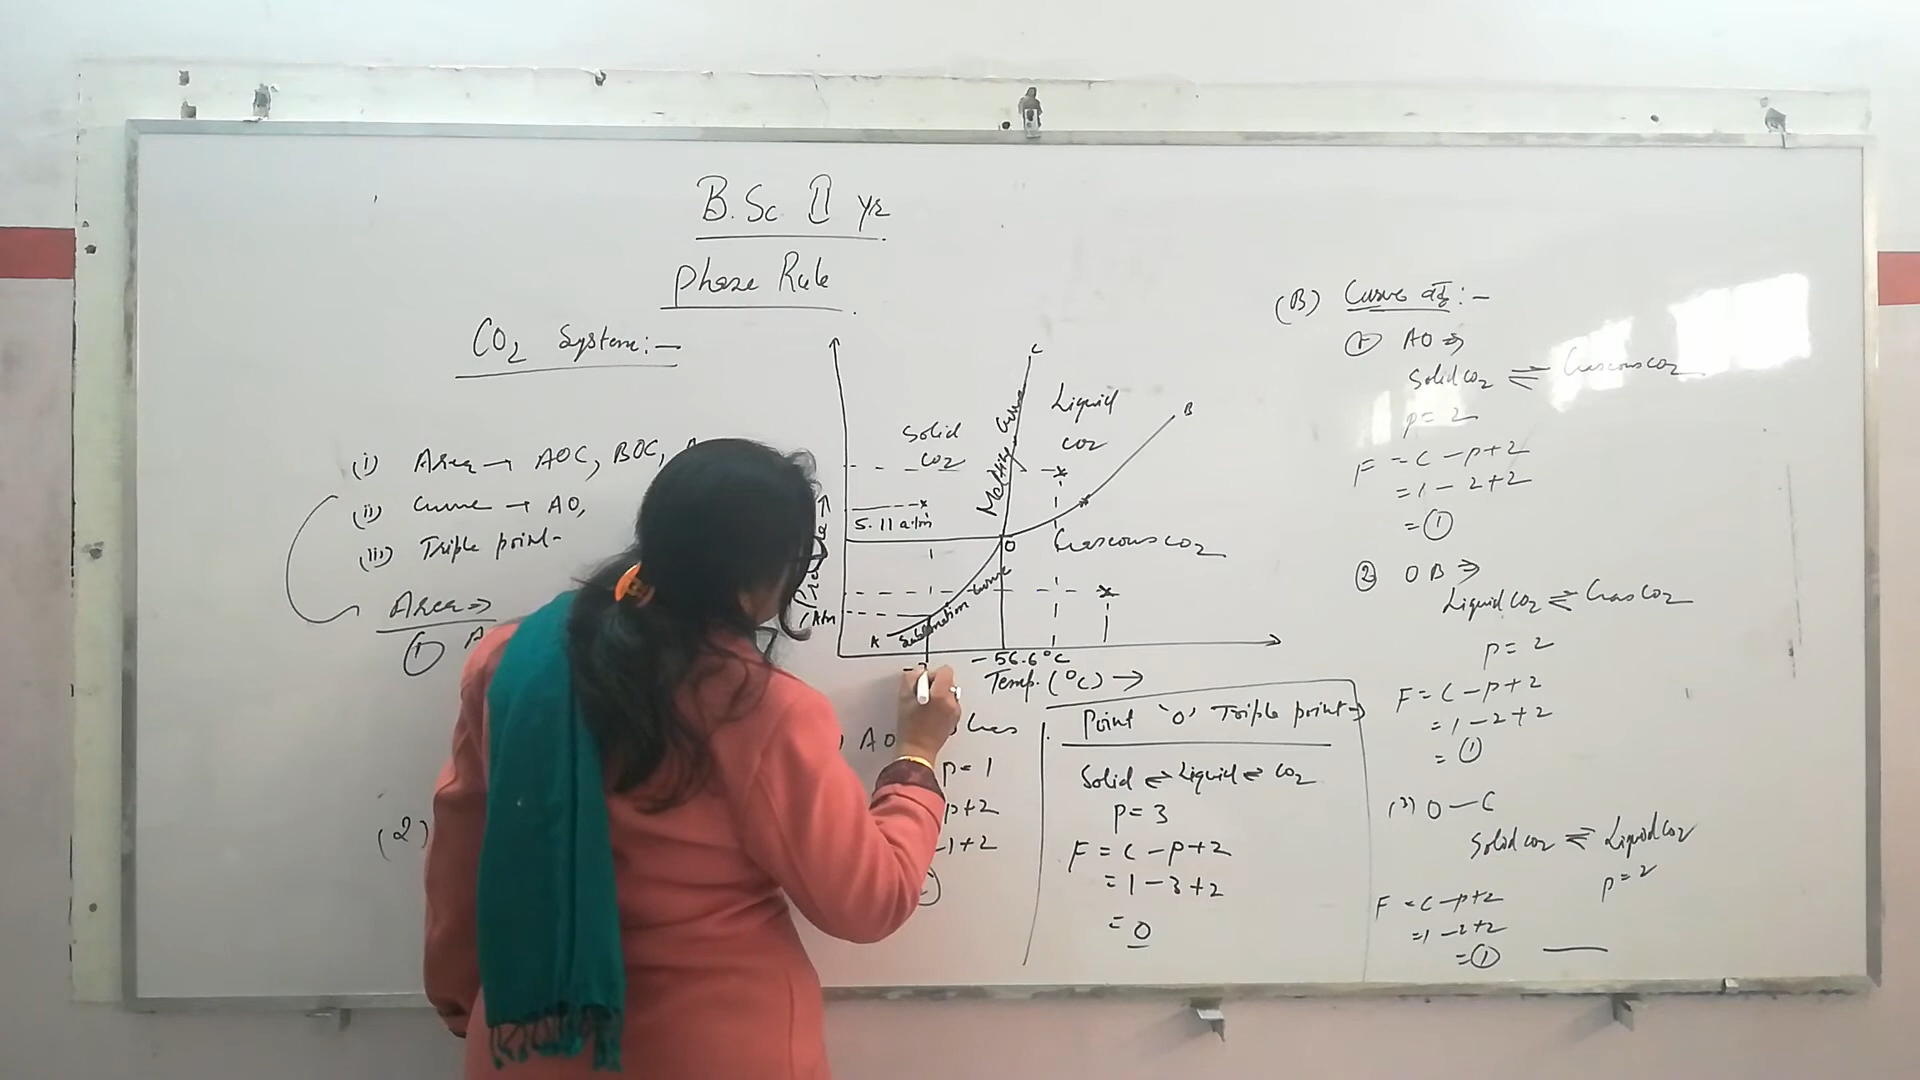 B.Sc. II yr
Phase Rule
CO2 System:-
(i) Area → AOC, BOC,
(ii) Curve → AO,
(iii) Triple point-
Area ⇒
①
(2)
C
B
Solid
CO2
Melting Curve
Liquid
CO2
5.11 atm
O
Gaseous CO2
1 Atm
A
Sublimation Curve
-56.6°C
Temp. (°C) →
AO
Gas
p=1
p+2
-1+2
Point 'O' Triple point ⇒
Solid ⇌ Liquid ⇌ CO2
P=3
F = C-P+2
= 1-3+2
= 0
(B) Curve
① AO ⇒
Solid CO2 ⇌ Gaseous CO2
p=2
F = C-P+2
= 1-2+2
= ①
② OB ⇒
Liquid CO2 ⇌ Gas CO2
p=2
F = C-P+2
= 1-2+2
= ①
(3) O-C
Solid CO2 ⇌ Liquid CO2
p=2
F = C-P+2
= 1-2+2
= ①